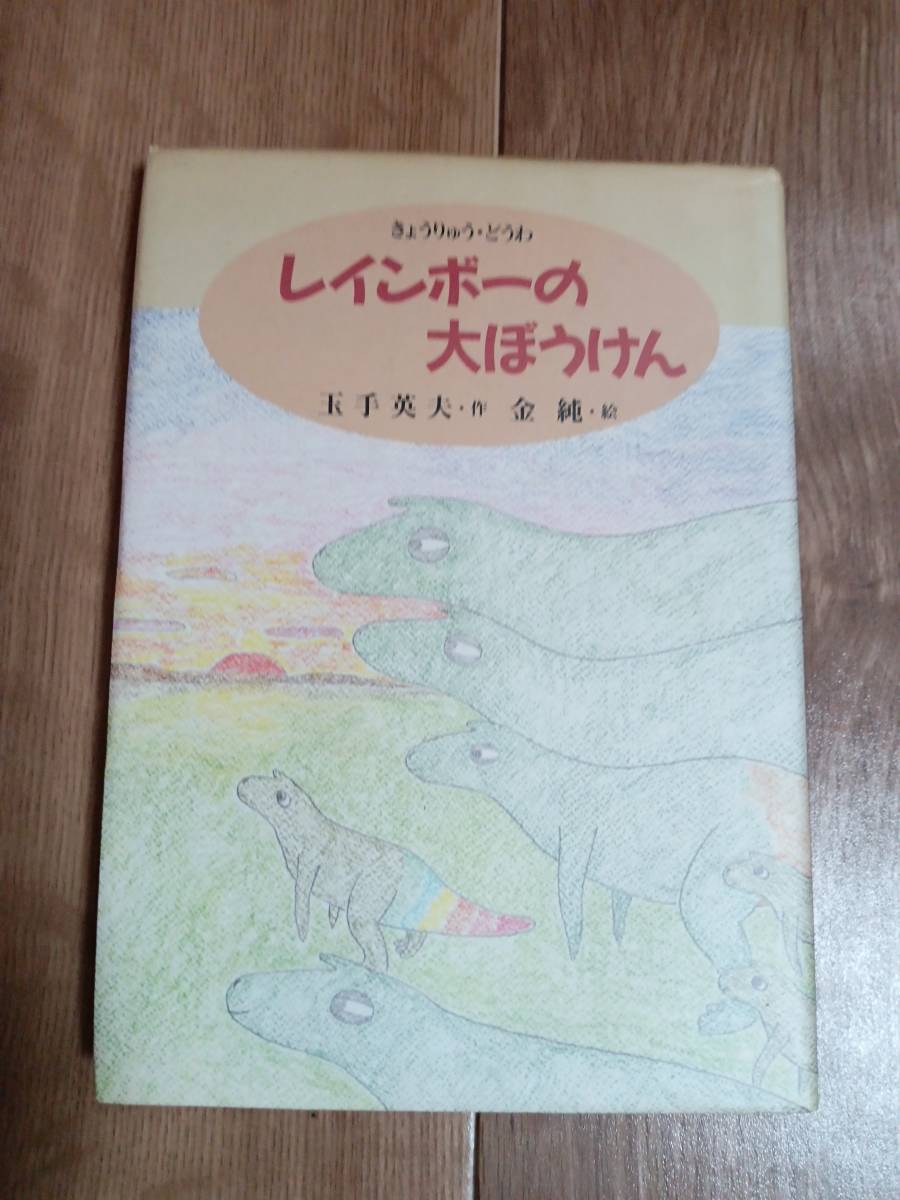 きょうりゅう・どうわ
レインボーの
大ぼうけん
玉手英夫・作 金純・絵